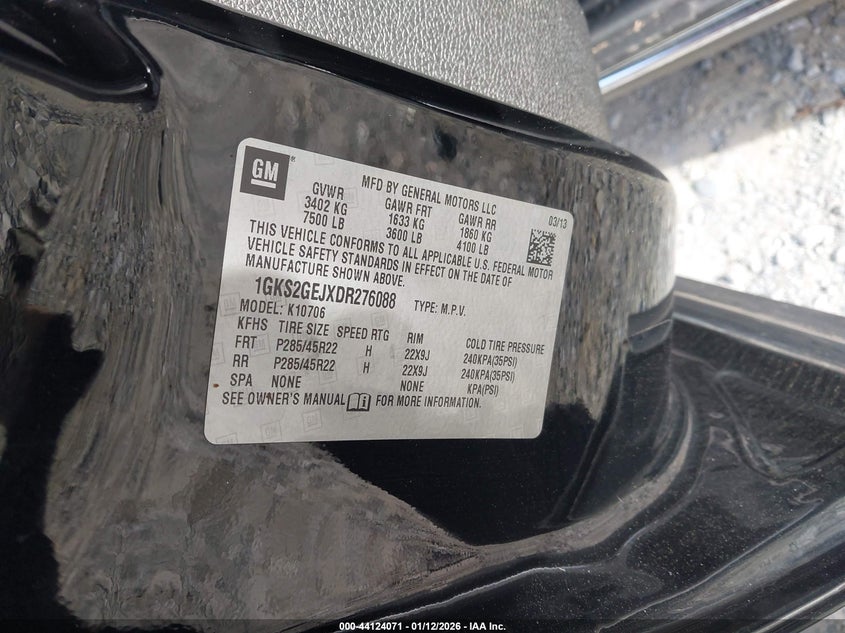 GM
MFD BY GENERAL MOTORS LLC
03/13
GVWR GAWR FRT GAWR RR
3402 KG 1633 KG 1860 KG
7500 LB 3600 LB 4100 LB
THIS VEHICLE CONFORMS TO ALL APPLICABLE U.S. FEDERAL MOTOR
VEHICLE SAFETY STANDARDS IN EFFECT ON THE DATE OF
MANUFACTURE SHOWN ABOVE.
1GKS2GEJXDR276088 TYPE: M.P.V.
MODEL: K10706
KFHS TIRE SIZE SPEED RTG RIM COLD TIRE PRESSURE
FRT P285/45R22 H 22X9J 240KPA(35PSI)
RR P285/45R22 H 22X9J 240KPA(35PSI)
SPA NONE NONE KPA(PSI)
SEE OWNER'S MANUAL FOR MORE INFORMATION.
000-44124071 - 01/12/2026 - IAA Inc.